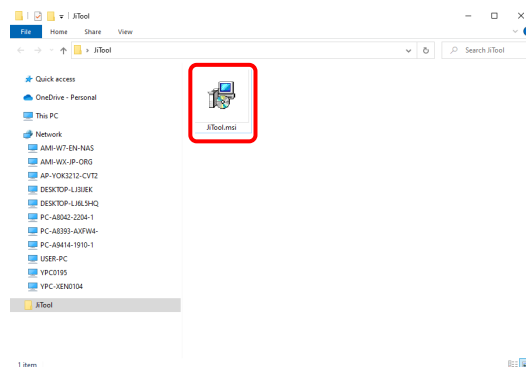 JiTool
File Home Share View
JiTool
Search JiTool
Quick access
OneDrive - Personal
This PC
Network
AMI-W7-EN-NAS
AMI-WX-JP-ORG
AP-YOK3212-CVT2
DESKTOP-LJ3IJEK
DESKTOP-LJ6L5HQ
PC-A8042-2204-1
PC-A8393-AXFW4-
PC-A9414-1910-1
USER-PC
YPC0195
YPC-XEN0104
JiTool
JiTool.msi
1 item